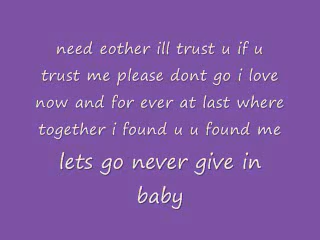 need eother ill trust u if u
trust me please dont go i love
now and for ever at last where
together i found u u found me
lets go never give in
baby